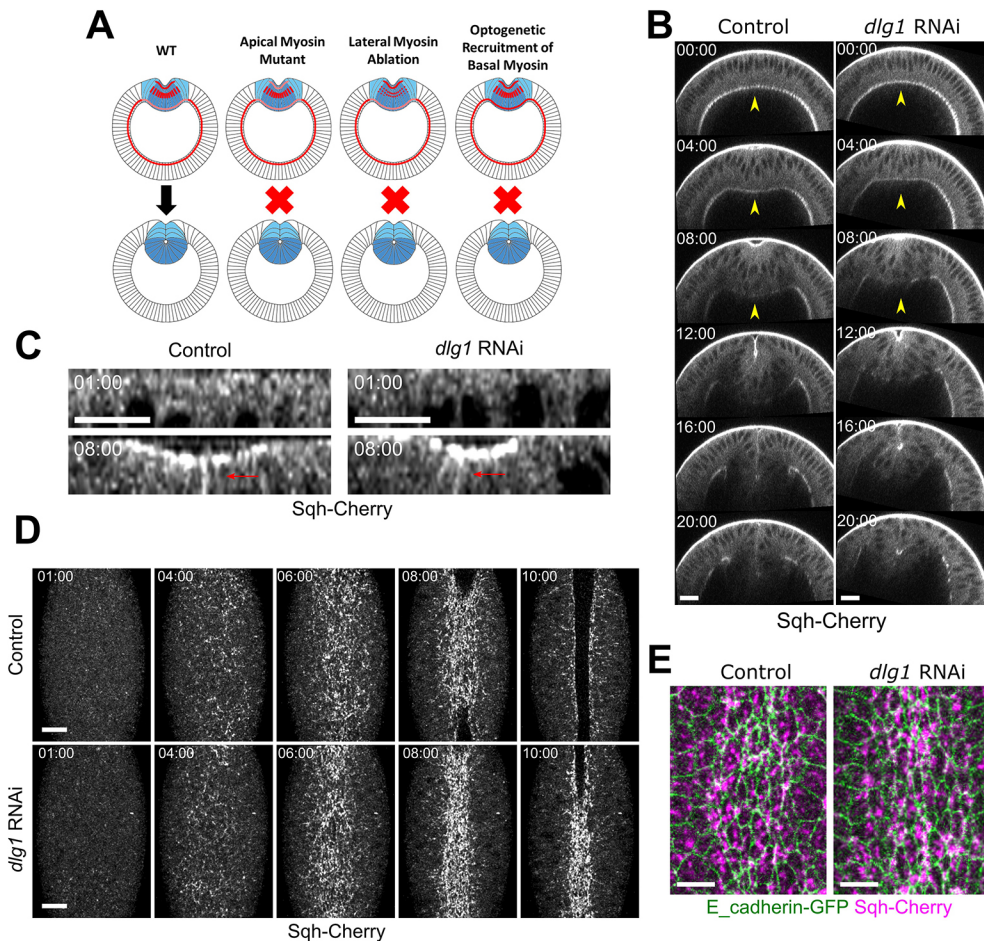 A
WT
Apical Myosin
Mutant
Lateral Myosin
Ablation
Optogenetic
Recruitment of
Basal Myosin
B
Control
dlg1 RNAi
00:00
00:00
04:00
04:00
08:00
08:00
12:00
12:00
16:00
16:00
20:00
20:00
Sqh-Cherry
C
Control
dlg1 RNAi
01:00
01:00
08:00
08:00
Sqh-Cherry
D
Control
01:00
04:00
06:00
08:00
10:00
dlg1 RNAi
01:00
04:00
06:00
08:00
10:00
Sqh-Cherry
E
Control
dlg1 RNAi
E_cadherin-GFP Sqh-Cherry